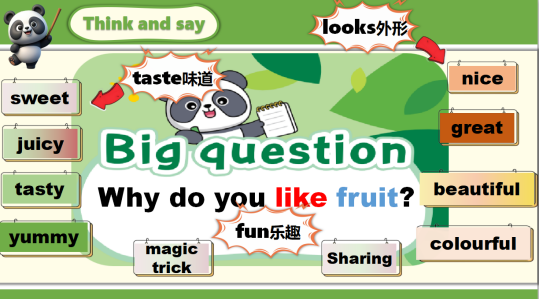 Think and say
looks外形
taste味道
sweet
juicy
tasty
yummy
nice
great
beautiful
colourful
Big question
Why do you like fruit?
fun乐趣
magic
trick
Sharing